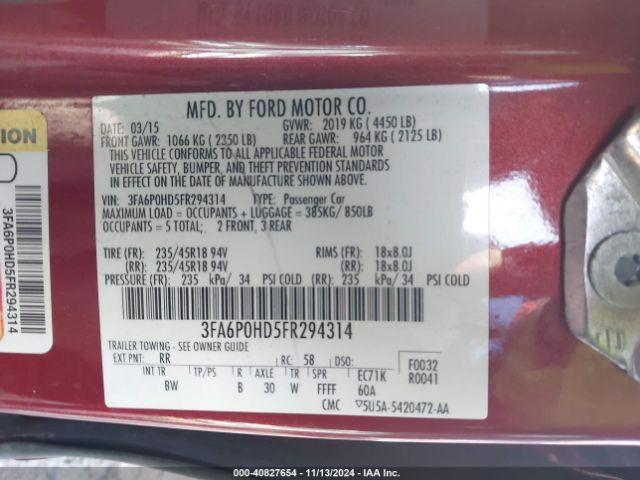 MFD. BY FORD MOTOR CO.
03/15 GVWR: 2019 KG ( 4450 LB)
FRONT GAWR: 1066 KG ( 2350 LB) REAR GAWR: 964 KG ( 2125 LB)
THIS VEHICLE CONFORMS TO ALL APPLICABLE FEDERAL MOTOR
VEHICLE SAFETY, BUMPER, AND THEFT PREVENTION STANDARDS
IN EFFECT ON THE DATE OF MANUFACTURE SHOWN ABOVE.
VIN: 3FA6P0HD5FR294314 TYPE: Passenger Car
MAXIMUM LOAD = OCCUPANTS + LUGGAGE = 385KG/ 850LB
OCCUPANTS = 5 TOTAL; 2 FRONT, 3 REAR
TIRE (FR): 235/45R18 94V RIMS (FR): 18x8.0J
(RR): 235/45R18 94V (RR): 18x8.0J
PRESSURE (FR): 235 kPa/ 34 PSI COLD (RR): 235 kPa/ 34 PSI COLD
3FA6P0HD5FR294314
TRAILER TOWING - SEE OWNER GUIDE
EXT PNT: RR RC: 58 DSO: F0032
INT TR TP/PS R AXLE TR SPR EC71K R0041
BW B 30 W FFFF 60A
CMC ▽5U5A-5420472-AA
ION
3FA6P0HD5FR294314
000-40827654 - 11/13/2024 - IAA Inc.